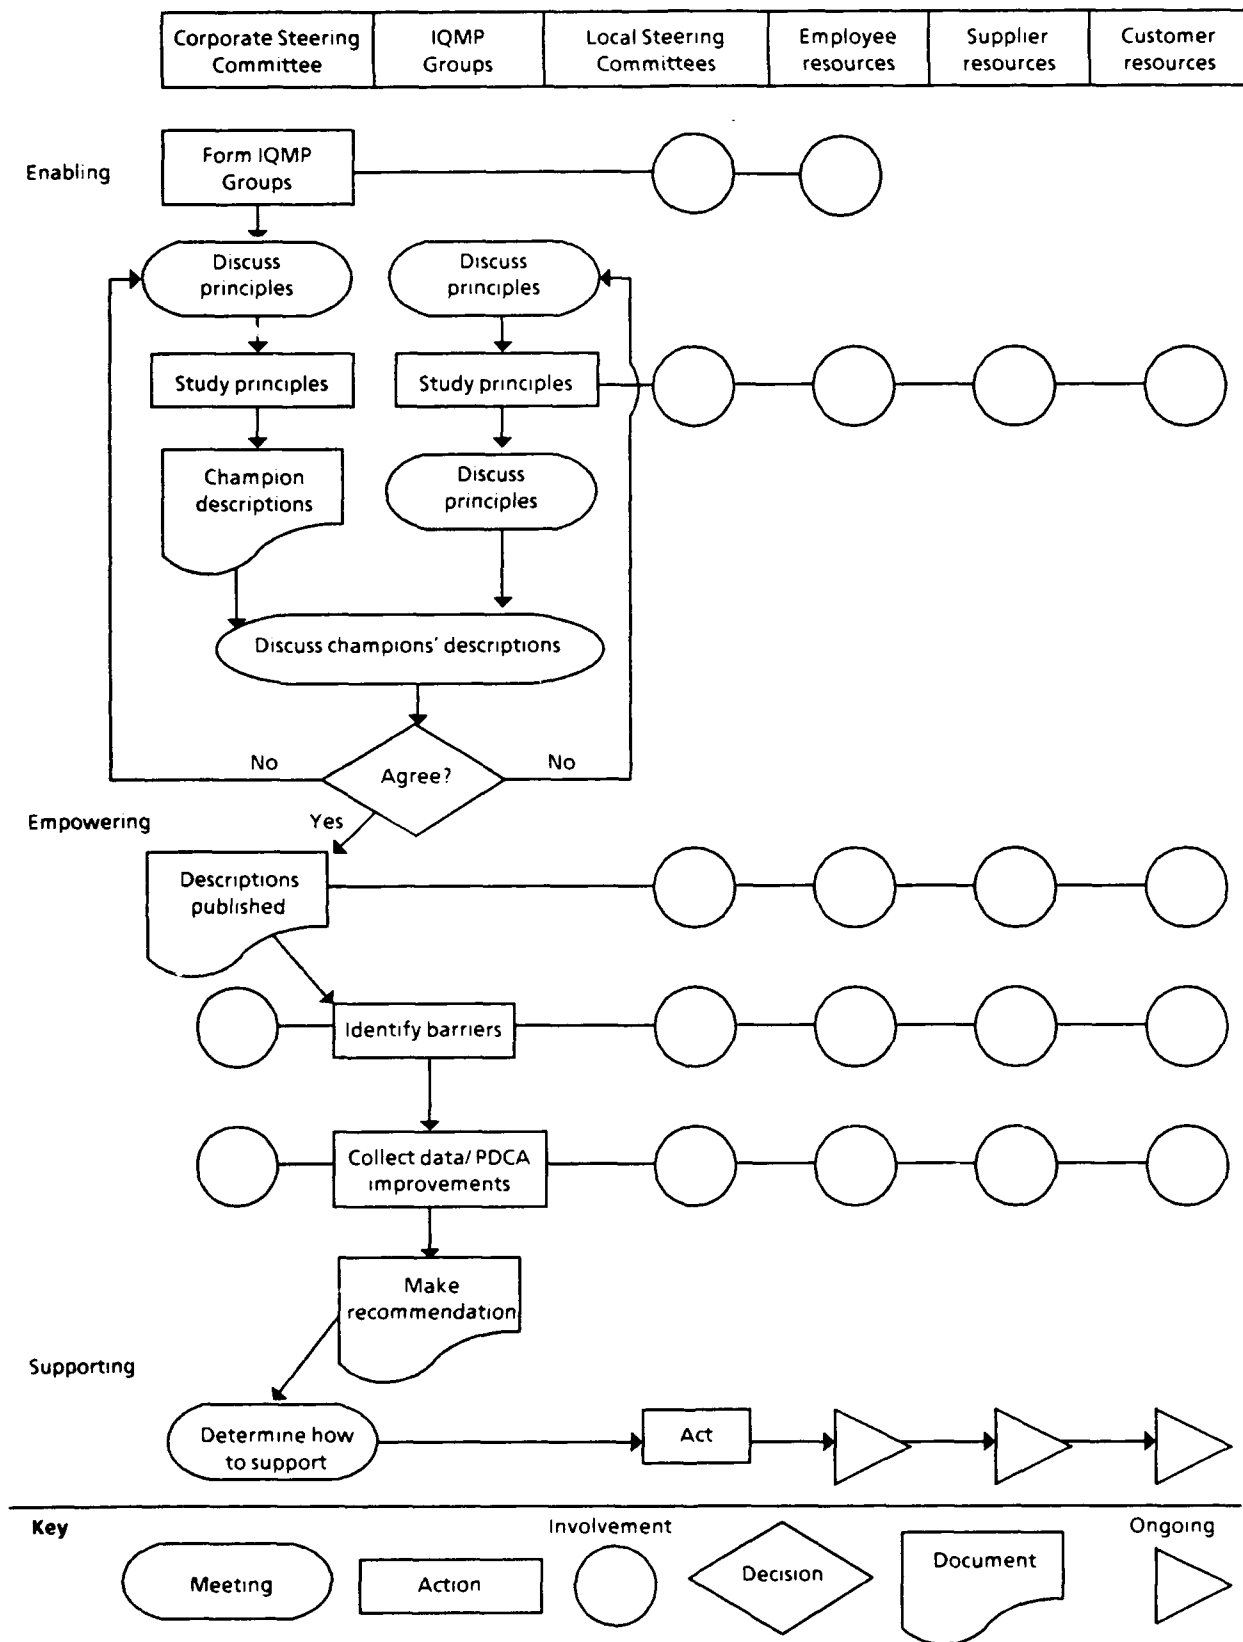 Corporate Steering
Committee
IQMP
Groups
Local Steering
Committees
Employee
resources
Supplier
resources
Customer
resources
Enabling
Form IQMP
Groups
Discuss
principles
Discuss
principles
Study principles
Study principles
Champion
descriptions
Discuss
principles
Discuss champions' descriptions
No
Agree?
No
Empowering
Yes
Descriptions
published
Identify barriers
Collect data/ PDCA
improvements
Make
recommendation
Supporting
Determine how
to support
Act
Key
Involvement
Ongoing
Meeting
Action
Decision
Document